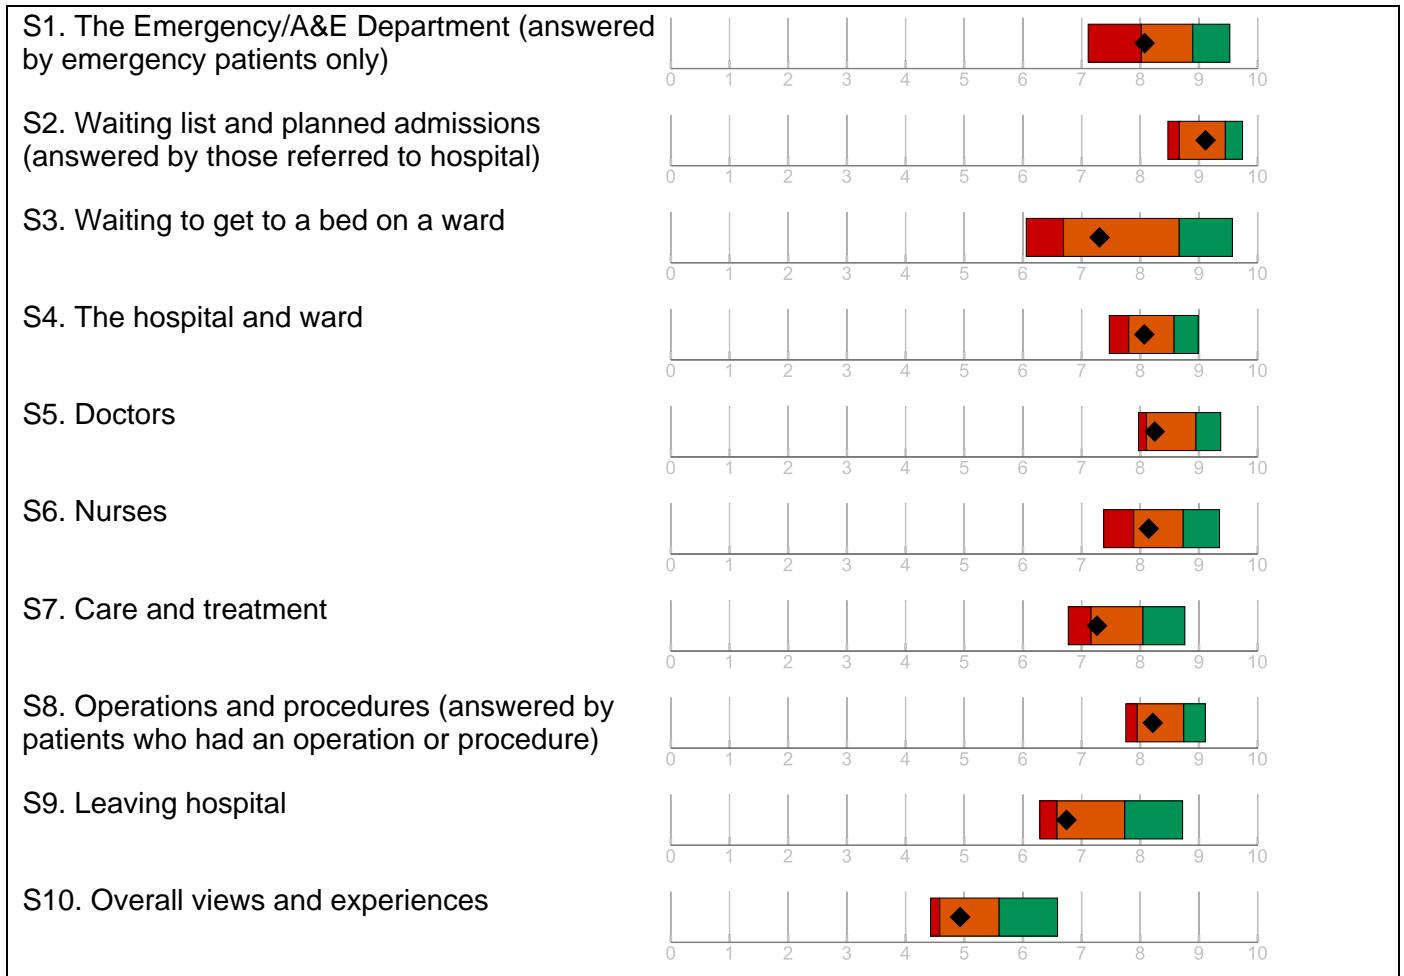 S1. The Emergency/A&E Department (answered
by emergency patients only)
0 1 2 3 4 5 6 7 8 9 10
S2. Waiting list and planned admissions
(answered by those referred to hospital)
0 1 2 3 4 5 6 7 8 9 10
S3. Waiting to get to a bed on a ward
0 1 2 3 4 5 6 7 8 9 10
S4. The hospital and ward
0 1 2 3 4 5 6 7 8 9 10
S5. Doctors
0 1 2 3 4 5 6 7 8 9 10
S6. Nurses
0 1 2 3 4 5 6 7 8 9 10
S7. Care and treatment
0 1 2 3 4 5 6 7 8 9 10
S8. Operations and procedures (answered by
patients who had an operation or procedure)
0 1 2 3 4 5 6 7 8 9 10
S9. Leaving hospital
0 1 2 3 4 5 6 7 8 9 10
S10. Overall views and experiences
0 1 2 3 4 5 6 7 8 9 10